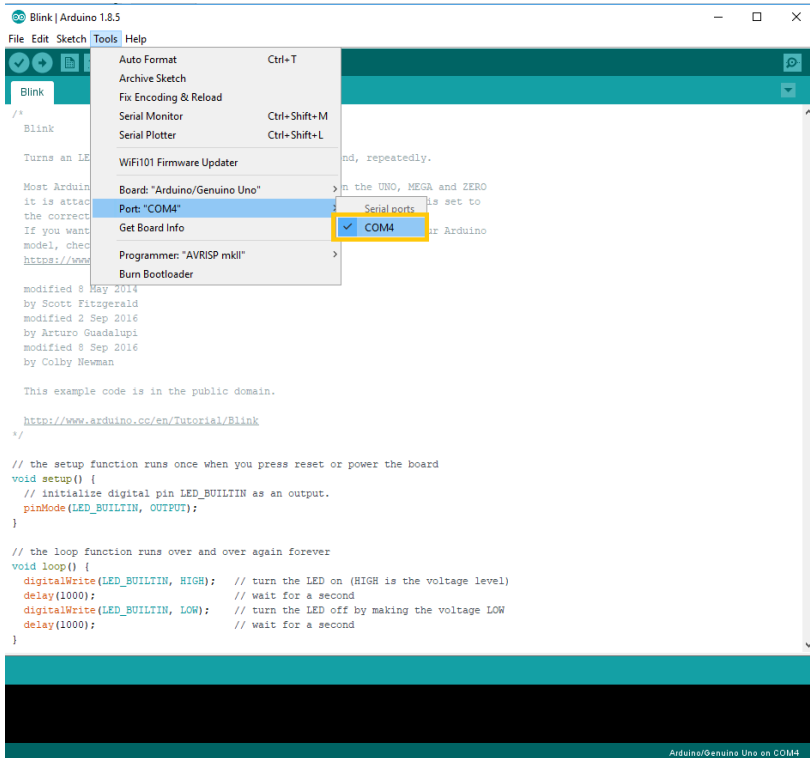 Blink | Arduino 1.8.5
File Edit Sketch Tools Help
Auto Format Ctrl+T
Archive Sketch
Fix Encoding & Reload
Serial Monitor Ctrl+Shift+M
Serial Plotter Ctrl+Shift+L
WiFi101 Firmware Updater
Board: "Arduino/Genuino Uno"
Port: "COM4"
Get Board Info
Programmer: "AVRISP mkII"
Burn Bootloader
Serial ports
COM4
Blink
/*
Blink
Turns an LE nd, repeatedly.
Most Arduin n the UNO, MEGA and ZERO
it is attac is set to
the correct
If you want ur Arduino
model, chec
https://www
modified 8 May 2014
by Scott Fitzgerald
modified 2 Sep 2016
by Arturo Guadalupi
modified 8 Sep 2016
by Colby Newman
This example code is in the public domain.
http://www.arduino.cc/en/Tutorial/Blink
*/
// the setup function runs once when you press reset or power the board
void setup() {
// initialize digital pin LED_BUILTIN as an output.
pinMode(LED_BUILTIN, OUTPUT);
}
// the loop function runs over and over again forever
void loop() {
digitalWrite(LED_BUILTIN, HIGH); // turn the LED on (HIGH is the voltage level)
delay(1000); // wait for a second
digitalWrite(LED_BUILTIN, LOW); // turn the LED off by making the voltage LOW
delay(1000); // wait for a second
}
Arduino/Genuino Uno on COM4